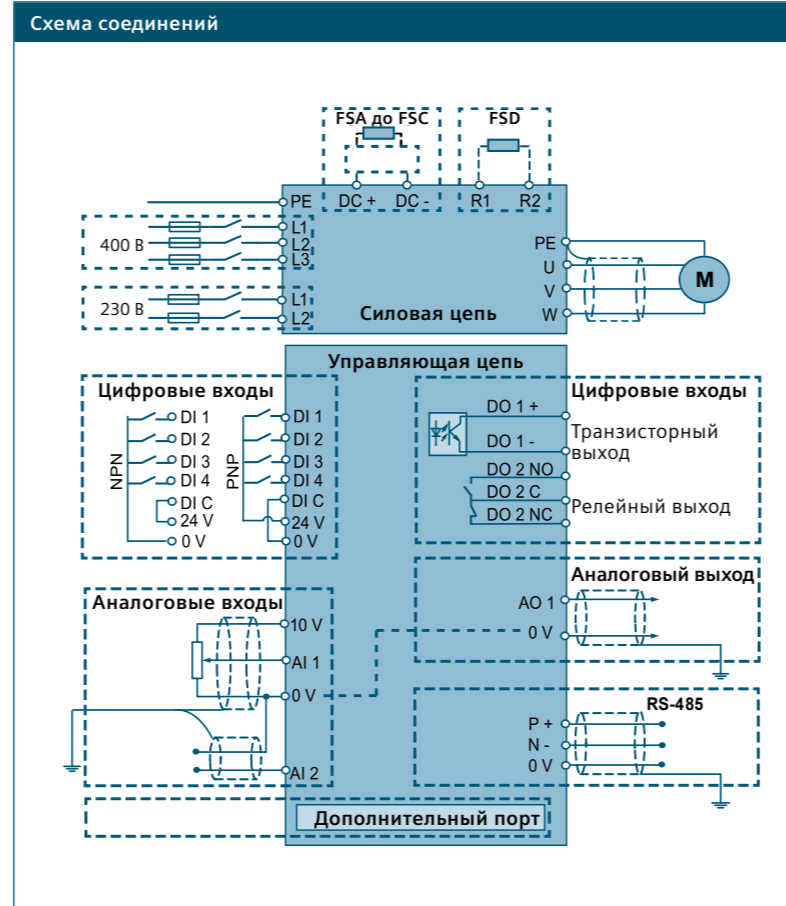 Схема соединений
FSA до FSC
FSD
PE
DC +
DC -
R1
R2
400 В
L1
L2
L3
230 В
L1
L2
PE
U
V
W
M
Силовая цепь
Управляющая цепь
Цифровые входы
NPN
DI 1
DI 2
DI 3
DI 4
DI C
24 V
0 V
PNP
DI 1
DI 2
DI 3
DI 4
DI C
24 V
0 V
Цифровые входы
DO 1 +
DO 1 -
Транзисторный
выход
DO 2 NO
DO 2 C
DO 2 NC
Релейный выход
Аналоговые входы
10 V
AI 1
0 V
AI 2
Аналоговый выход
AO 1
0 V
RS-485
P +
N -
0 V
Дополнительный порт